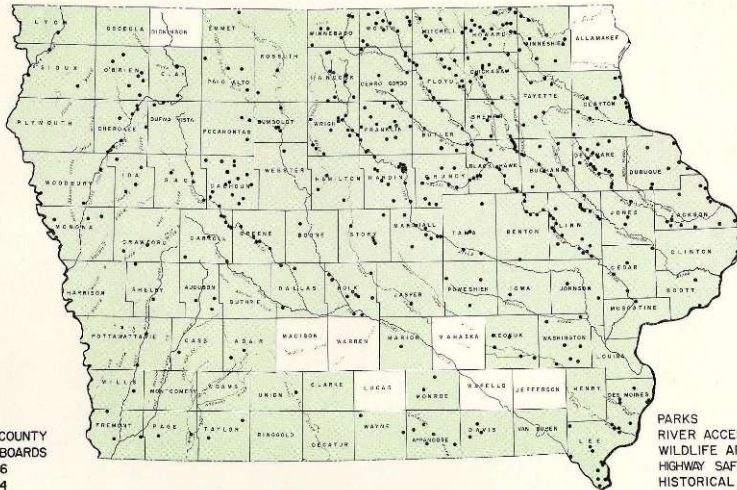 LYON OSCEOLA DICKINSON EMMET WINNEBAGO WORTH MITCHELL HOWARD WINNESHIEK ALLAMAKEE
SIOUX O'BRIEN CLAY PALO ALTO KOSSUTH HANCOCK CERRO GORDO FLOYD CHICKASAW
FAYETTE CLAYTON
PLYMOUTH CHEROKEE BUENA VISTA POCAHONTAS HUMBOLDT WRIGHT FRANKLIN BUTLER BREMER
WOODBURY IDA SAC CALHOUN WEBSTER HAMILTON HARDIN GRUNDY BLACK HAWK BUCHANAN DELAWARE DUBUQUE
MONONA CRAWFORD CARROLL GREENE BOONE STORY MARSHALL TAMA BENTON LINN JONES JACKSON
CLINTON
HARRISON SHELBY AUDUBON GUTHRIE DALLAS POLK JASPER POWESHIEK IOWA JOHNSON CEDAR SCOTT
MUSCATINE
POTTAWATTAMIE CASS ADAIR MADISON WARREN MARION MAHASKA KEOKUK WASHINGTON LOUISA
MILLS MONTGOMERY ADAMS UNION CLARKE LUCAS MONROE WAPELLO JEFFERSON HENRY DES MOINES
FREMONT PAGE TAYLOR RINGGOLD DECATUR WAYNE APPANOOSE DAVIS VAN BUREN LEE
COUNTY
BOARDS
6
4
PARKS
RIVER ACCE
WILDLIFE AR
HIGHWAY SAF
HISTORICAL